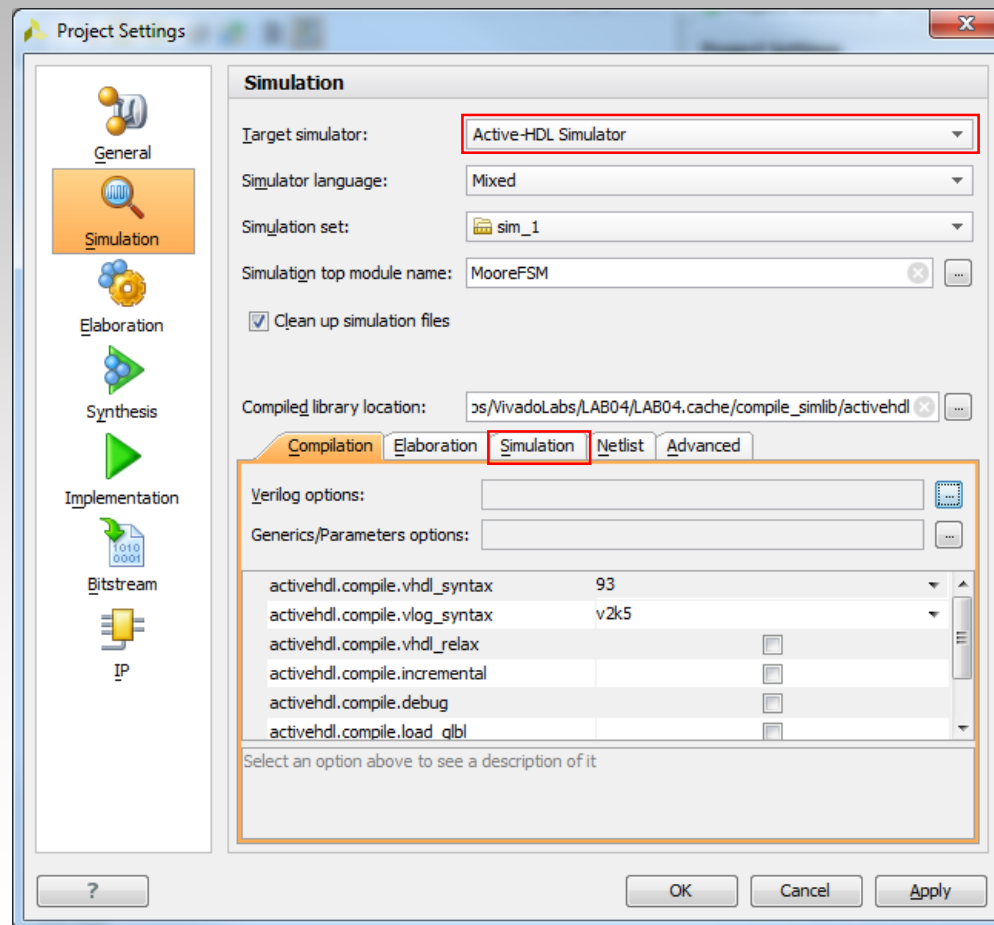 Project Settings
General
Simulation
Elaboration
Synthesis
Implementation
1010
0001
Bitstream
IP
Simulation
Target simulator: Active-HDL Simulator
Simulator language: Mixed
Simulation set: sim_1
Simulation top module name: MooreFSM ...
Clean up simulation files
Compiled library location: os/VivadoLabs/LAB04/LAB04.cache/compile_simlib/activehdl ...
Compilation Elaboration Simulation Netlist Advanced
Verilog options: ...
Generics/Parameters options: ...
activehdl.compile.vhdl_syntax 93
activehdl.compile.vlog_syntax v2k5
activehdl.compile.vhdl_relax
activehdl.compile.incremental
activehdl.compile.debug
activehdl.compile.load_glbl
Select an option above to see a description of it
? OK Cancel Apply